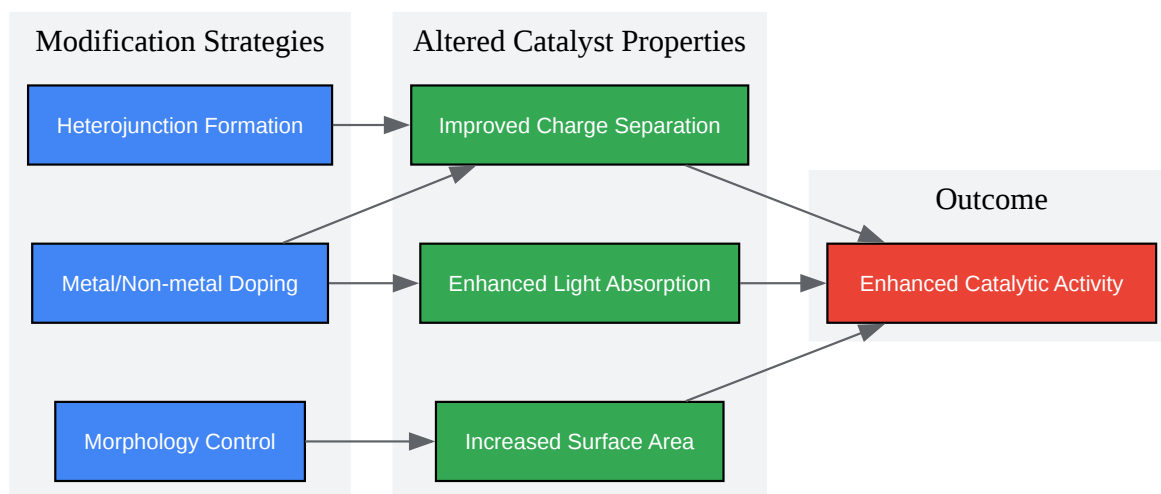 Modification Strategies
Heterojunction Formation
Metal/Non-metal Doping
Morphology Control
Altered Catalyst Properties
Improved Charge Separation
Enhanced Light Absorption
Increased Surface Area
Outcome
Enhanced Catalytic Activity